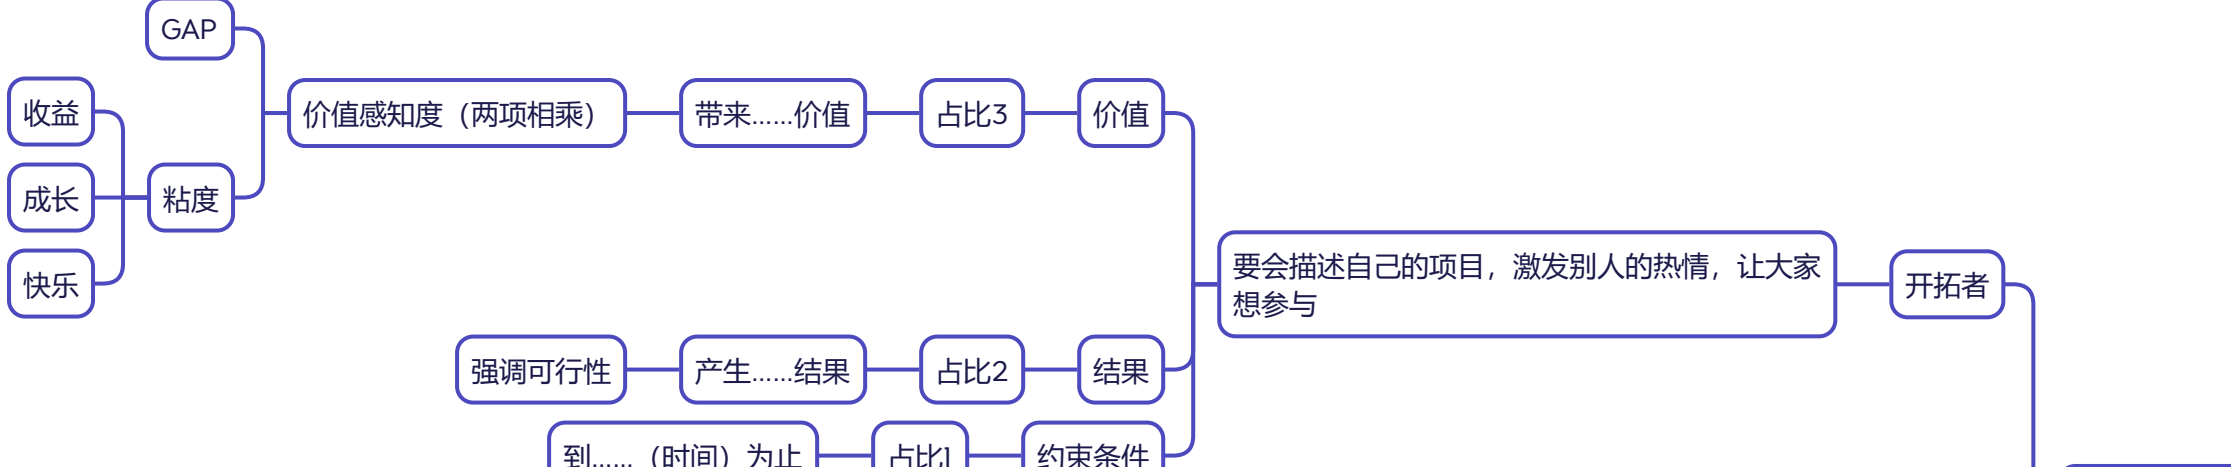 GAP
收益
价值感知度（两项相乘）
带来……价值
占比3
价值
成长
粘度
快乐
要会描述自己的项目，激发别人的热情，让大家
想参与
开拓者
强调可行性
产生……结果
占比2
结果
到……（时间）为止
占比1
约束条件